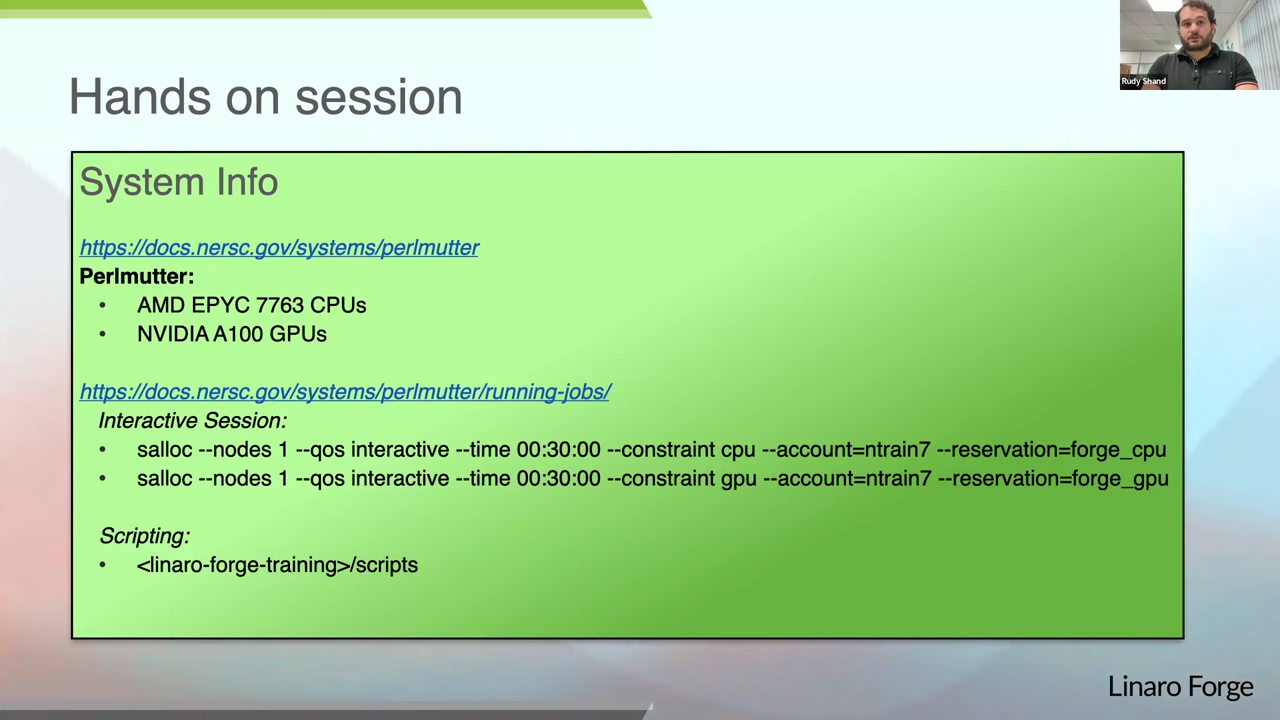 Rudy Shand
Hands on session
System Info
https://docs.nersc.gov/systems/perlmutter
Perlmutter:
• AMD EPYC 7763 CPUs
• NVIDIA A100 GPUs
https://docs.nersc.gov/systems/perlmutter/running-jobs/
Interactive Session:
• salloc --nodes 1 --qos interactive --time 00:30:00 --constraint cpu --account=ntrain7 --reservation=forge_cpu
• salloc --nodes 1 --qos interactive --time 00:30:00 --constraint gpu --account=ntrain7 --reservation=forge_gpu
Scripting:
• <linaro-forge-training>/scripts
Linaro Forge